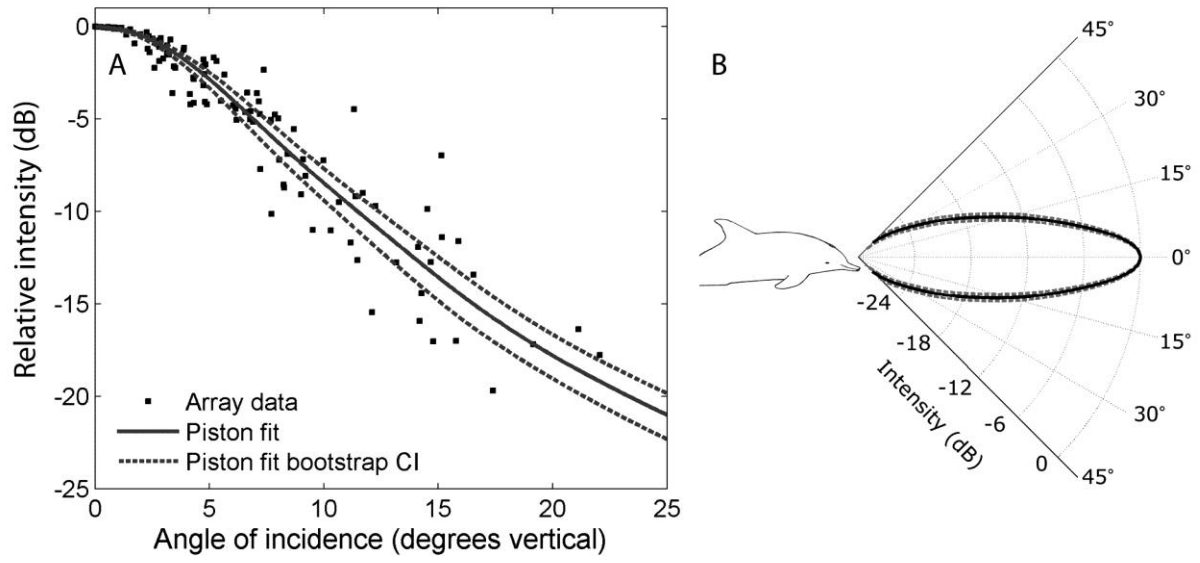 A
Relative intensity (dB)
0
-5
-10
-15
-20
-25
Array data
Piston fit
Piston fit bootstrap CI
0 5 10 15 20 25
Angle of incidence (degrees vertical)
B
45°
30°
15°
0°
15°
30°
45°
-24
-18
-12
-6
0
Intensity (dB)